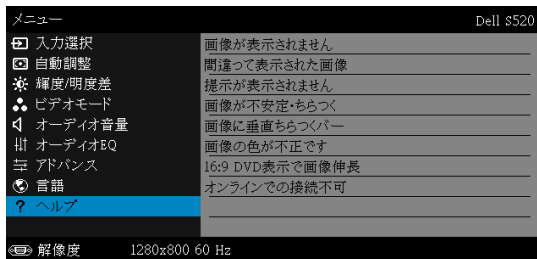 メニュー Dell S520
入力選択
自動調整
輝度/明度差
ビデオモード
オーディオ音量
オーディオEQ
アドバンス
言語
? ヘルプ
画像が表示されません
間違って表示された画像
提示が表示されません
画像が不安定・ちらつく
画像に垂直ちらつくバー
画像の色が不正です
16:9 DVD表示で画像伸長
オンラインでの接続不可
解像度 1280x800 60 Hz